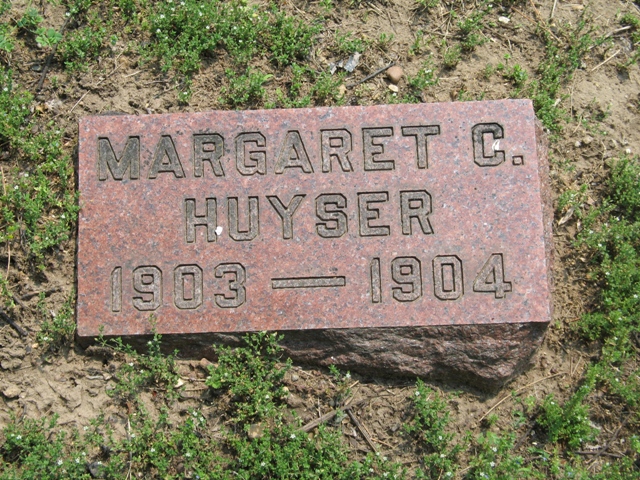 MARGARET C.
HUYSER
1903 — 1904